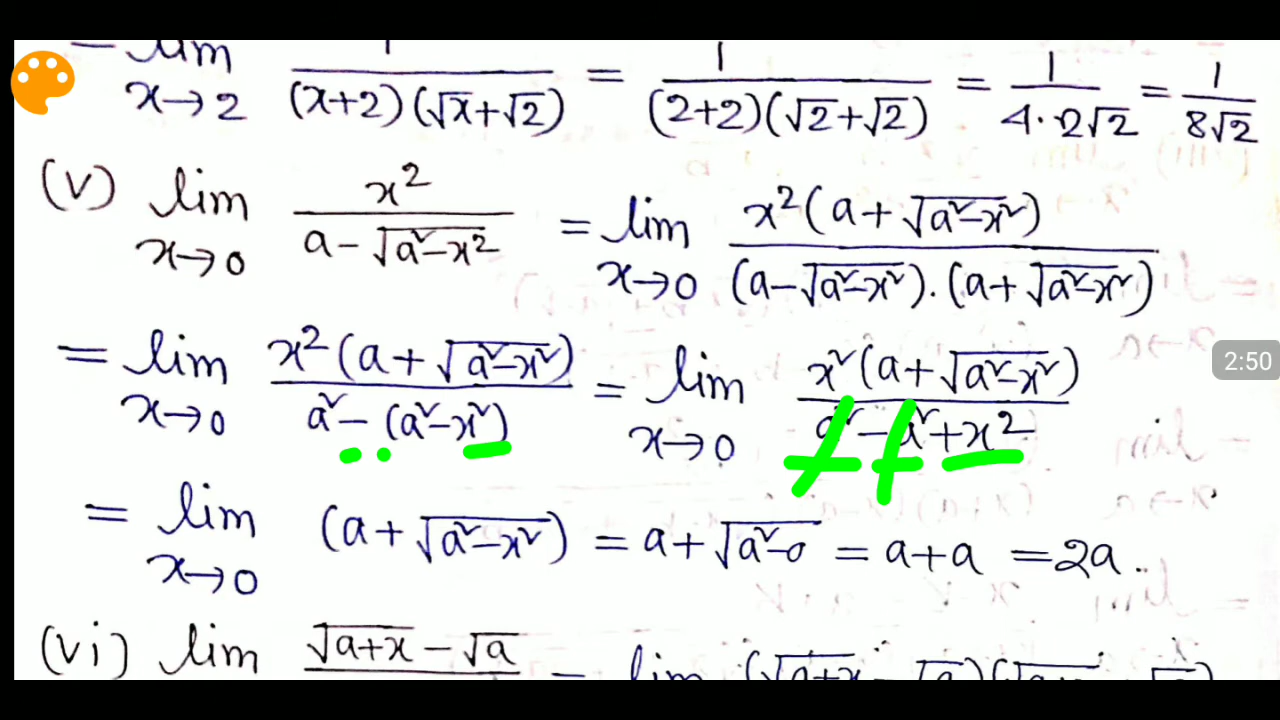 = lim x→2 1/((x+2)(√x+√2)) = 1/((2+2)(√2+√2)) = 1/(4·2√2) = 1/(8√2)
(v) lim x→0 x²/(a-√(a²-x²)) = lim x→0 x²(a+√(a²-x²))/((a-√(a²-x²)).(a+√(a²-x²)))
2:50
= lim x→0 x²(a+√(a²-x²))/(a²-(a²-x²)) = lim x→0 x²(a+√(a²-x²))/(a²-a²+x²)
= lim x→0 (a+√(a²-x²)) = a+√(a²-0) = a+a = 2a.
(vi) lim √(a+x) - √a = lim